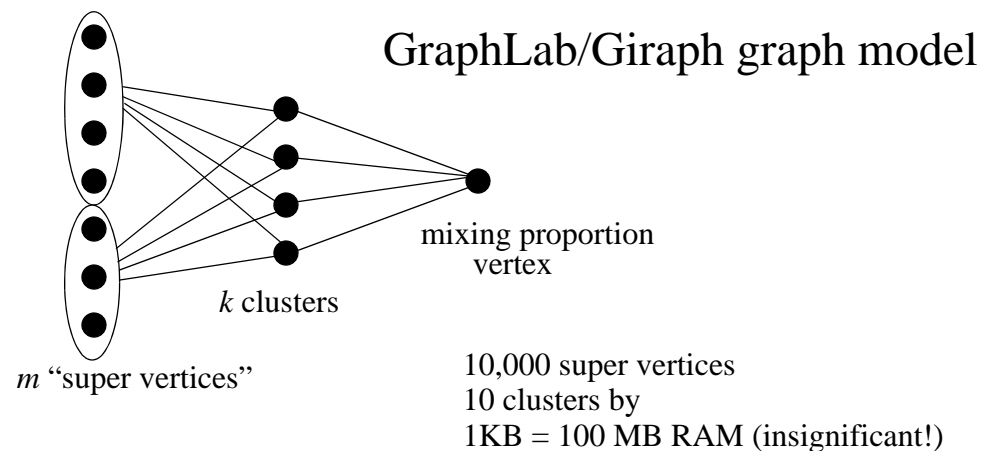 GraphLab/Giraph graph model
mixing proportion
vertex
k clusters
m “super vertices”
10,000 super vertices
10 clusters by
1KB = 100 MB RAM (insignificant!)